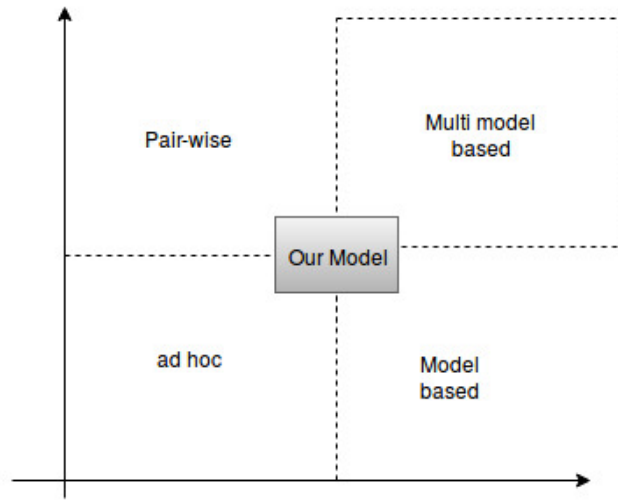 Pair-wise
Multi model
based
Our Model
ad hoc
Model
based